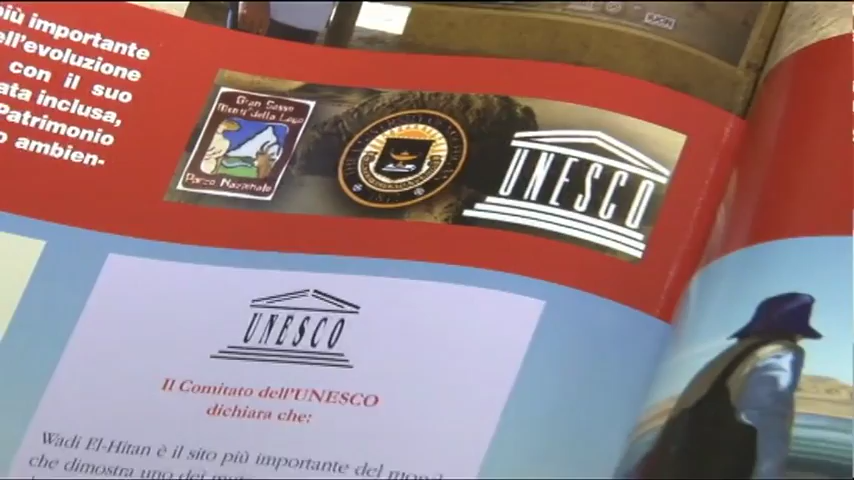 più importante
ell'evoluzione
con il suo
ata inclusa,
Patrimonio
o ambien-
Gran Sasso
Monti della Laga
Parco Nazionale
1817
UNESCO
UNESCO
Il Comitato dell'UNESCO
dichiara che:
Wadi El-Hitan è il sito più importante del mond
che dimostra uno dei